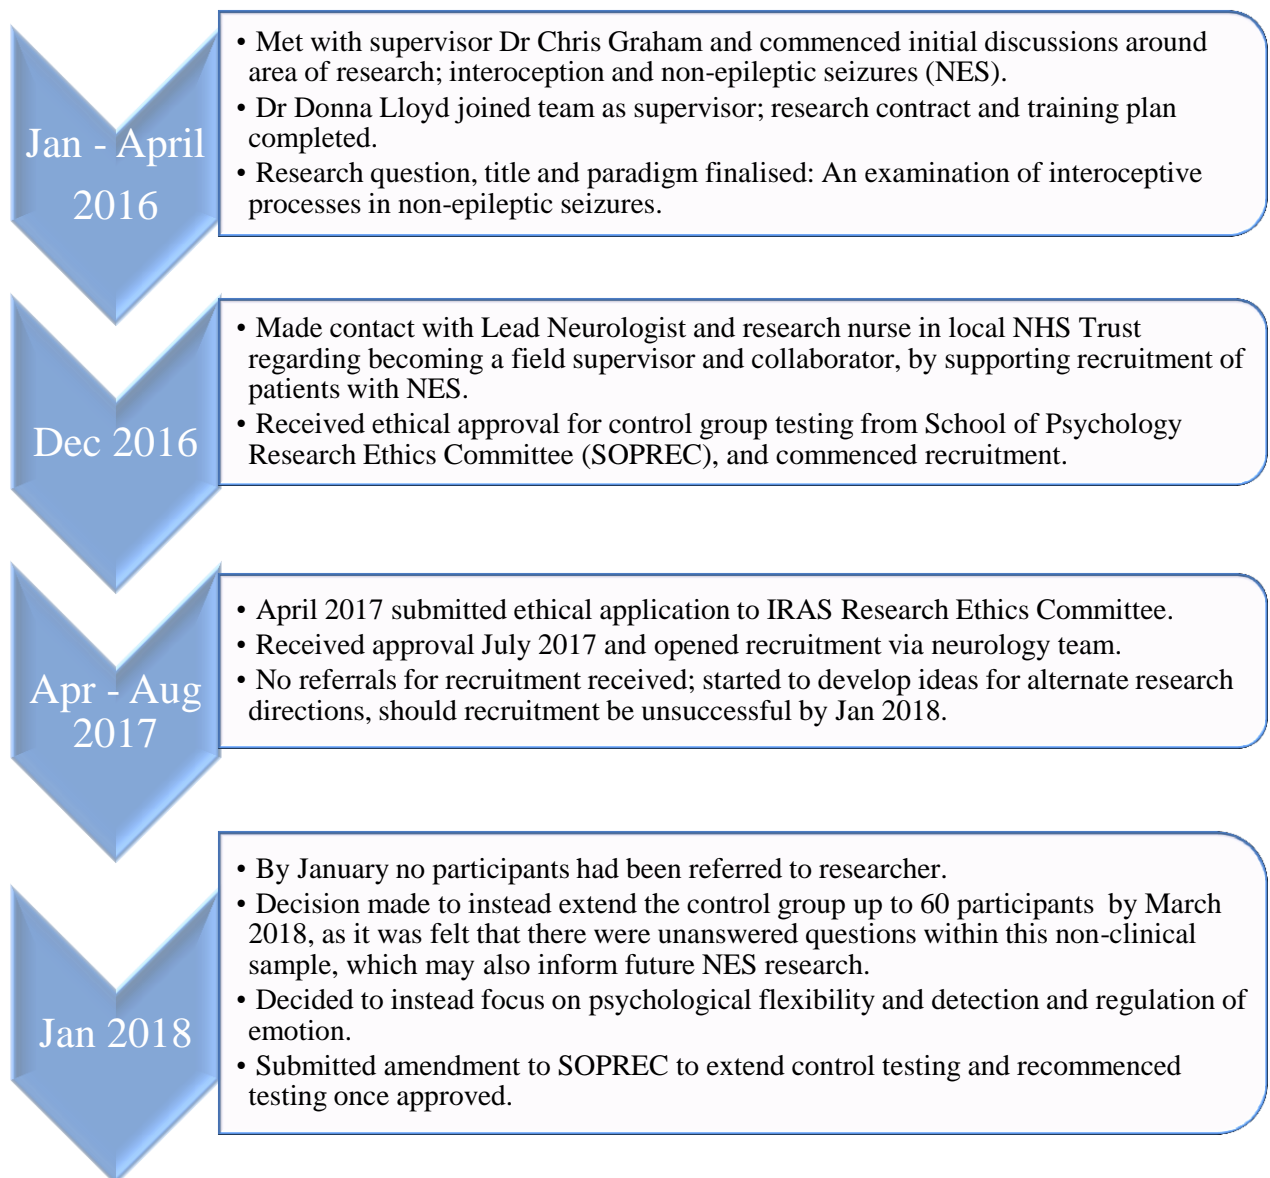 Jan - April
2016
• Met with supervisor Dr Chris Graham and commenced initial discussions around
area of research; interoception and non-epileptic seizures (NES).
• Dr Donna Lloyd joined team as supervisor; research contract and training plan
completed.
• Research question, title and paradigm finalised: An examination of interoceptive
processes in non-epileptic seizures.
Dec 2016
• Made contact with Lead Neurologist and research nurse in local NHS Trust
regarding becoming a field supervisor and collaborator, by supporting recruitment of
patients with NES.
• Received ethical approval for control group testing from School of Psychology
Research Ethics Committee (SOPREC), and commenced recruitment.
Apr - Aug
2017
• April 2017 submitted ethical application to IRAS Research Ethics Committee.
• Received approval July 2017 and opened recruitment via neurology team.
• No referrals for recruitment received; started to develop ideas for alternate research
directions, should recruitment be unsuccessful by Jan 2018.
Jan 2018
• By January no participants had been referred to researcher.
• Decision made to instead extend the control group up to 60 participants  by March
2018, as it was felt that there were unanswered questions within this non-clinical
sample, which may also inform future NES research.
• Decided to instead focus on psychological flexibility and detection and regulation of
emotion.
• Submitted amendment to SOPREC to extend control testing and recommenced
testing once approved.